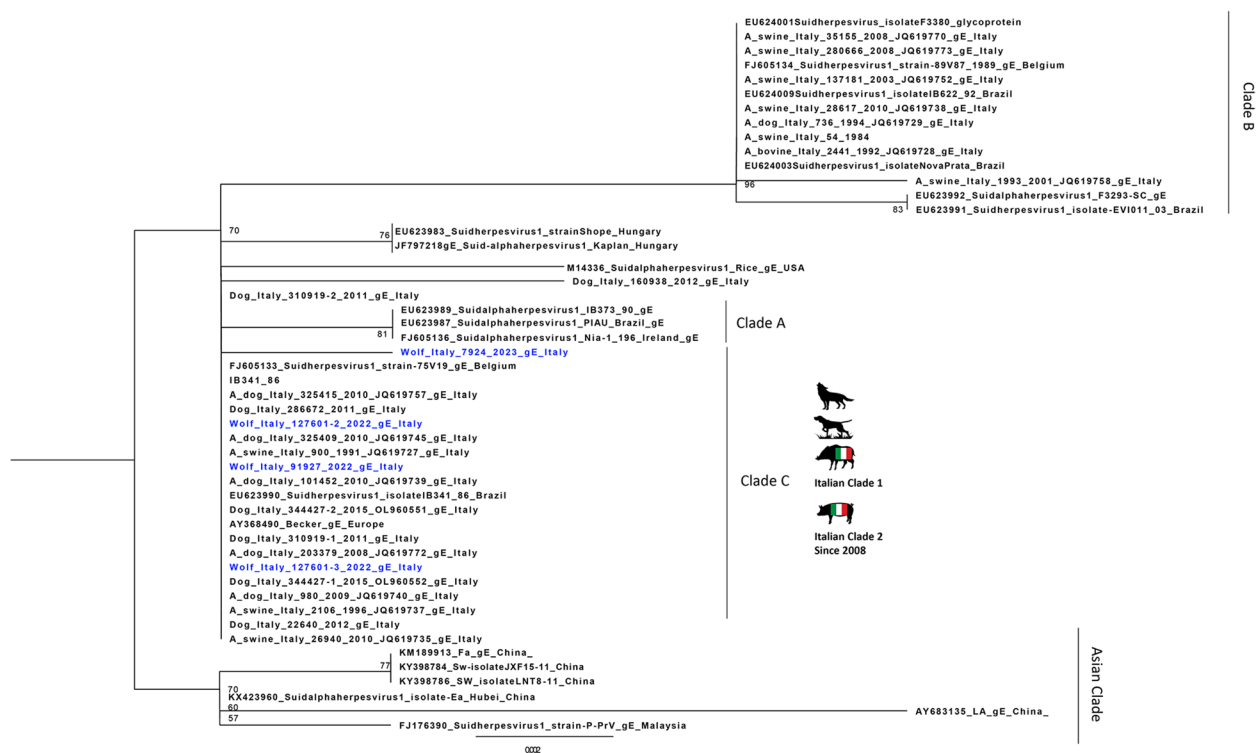 EU624001Suidherpesvirus_isolateF3380_glycoprotein
A_swine_Italy_35155_2008_JQ619770_gE_Italy
A_swine_Italy_280666_2008_JQ619773_gE_Italy
FJ605134_Suidherpesvirus1_strain-89V87_1989_gE_Belgium
A_swine_Italy_137181_2003_JQ619752_gE_Italy
EU624009Suidherpesvirus1_isolateIB622_92_Brazil
A_swine_Italy_28617_2010_JQ619738_gE_Italy
A_dog_Italy_736_1994_JQ619729_gE_Italy
A_swine_Italy_54_1984
A_bovine_Italy_2441_1992_JQ619728_gE_Italy
EU624003Suidherpesvirus1_isolateNovaPrata_Brazil
96
A_swine_Italy_1993_2001_JQ619758_gE_Italy
EU623992_Suidalphaherpesvirus1_F3293-SC_gE
83
EU623991_Suidherpesvirus1_isolate-EVI011_03_Brazil
Clade B
70
76
EU623983_Suidherpesvirus1_strainShope_Hungary
JF797218gE_Suid-alphaherpesvirus1_Kaplan_Hungary
M14336_Suidalphaherpesvirus1_Rice_gE_USA
Dog_Italy_160938_2012_gE_Italy
Dog_Italy_310919-2_2011_gE_Italy
EU623989_Suidalphaherpesvirus1_IB373_90_gE
EU623987_Suidalphaherpesvirus1_PIAU_Brazil_gE
81
FJ605136_Suidalphaherpesvirus1_Nia-1_196_Ireland_gE
Clade A
Wolf_Italy_7924_2023_gE_Italy
FJ605133_Suidherpesvirus1_strain-75V19_gE_Belgium
IB341_86
A_dog_Italy_325415_2010_JQ619757_gE_Italy
Dog_Italy_286672_2011_gE_Italy
Wolf_Italy_127601-2_2022_gE_Italy
A_dog_Italy_325409_2010_JQ619745_gE_Italy
A_swine_Italy_900_1991_JQ619727_gE_Italy
Wolf_Italy_91927_2022_gE_Italy
A_dog_Italy_101452_2010_JQ619739_gE_Italy
EU623990_Suidherpesvirus1_isolateIB341_86_Brazil
Dog_Italy_344427-2_2015_OL960551_gE_Italy
AY368490_Becker_gE_Europe
Dog_Italy_310919-1_2011_gE_Italy
A_dog_Italy_203379_2008_JQ619772_gE_Italy
Wolf_Italy_127601-3_2022_gE_Italy
Dog_Italy_344427-1_2015_OL960552_gE_Italy
A_dog_Italy_980_2009_JQ619740_gE_Italy
A_swine_Italy_2106_1996_JQ619737_gE_Italy
Dog_Italy_22640_2012_gE_Italy
A_swine_Italy_26940_2010_JQ619735_gE_Italy
Clade C
Italian Clade 1
Italian Clade 2
Since 2008
KM189913_Fa_gE_China_
77
KY398784_Sw-isolateJXF15-11_China
KY398786_SW_isolateLNT8-11_China
70
KX423960_Suidalphaherpesvirus1_isolate-Ea_Hubei_China
60
AY683135_LA_gE_China_
57
FJ176390_Suidherpesvirus1_strain-P-PrV_gE_Malaysia
Asian Clade
0.002